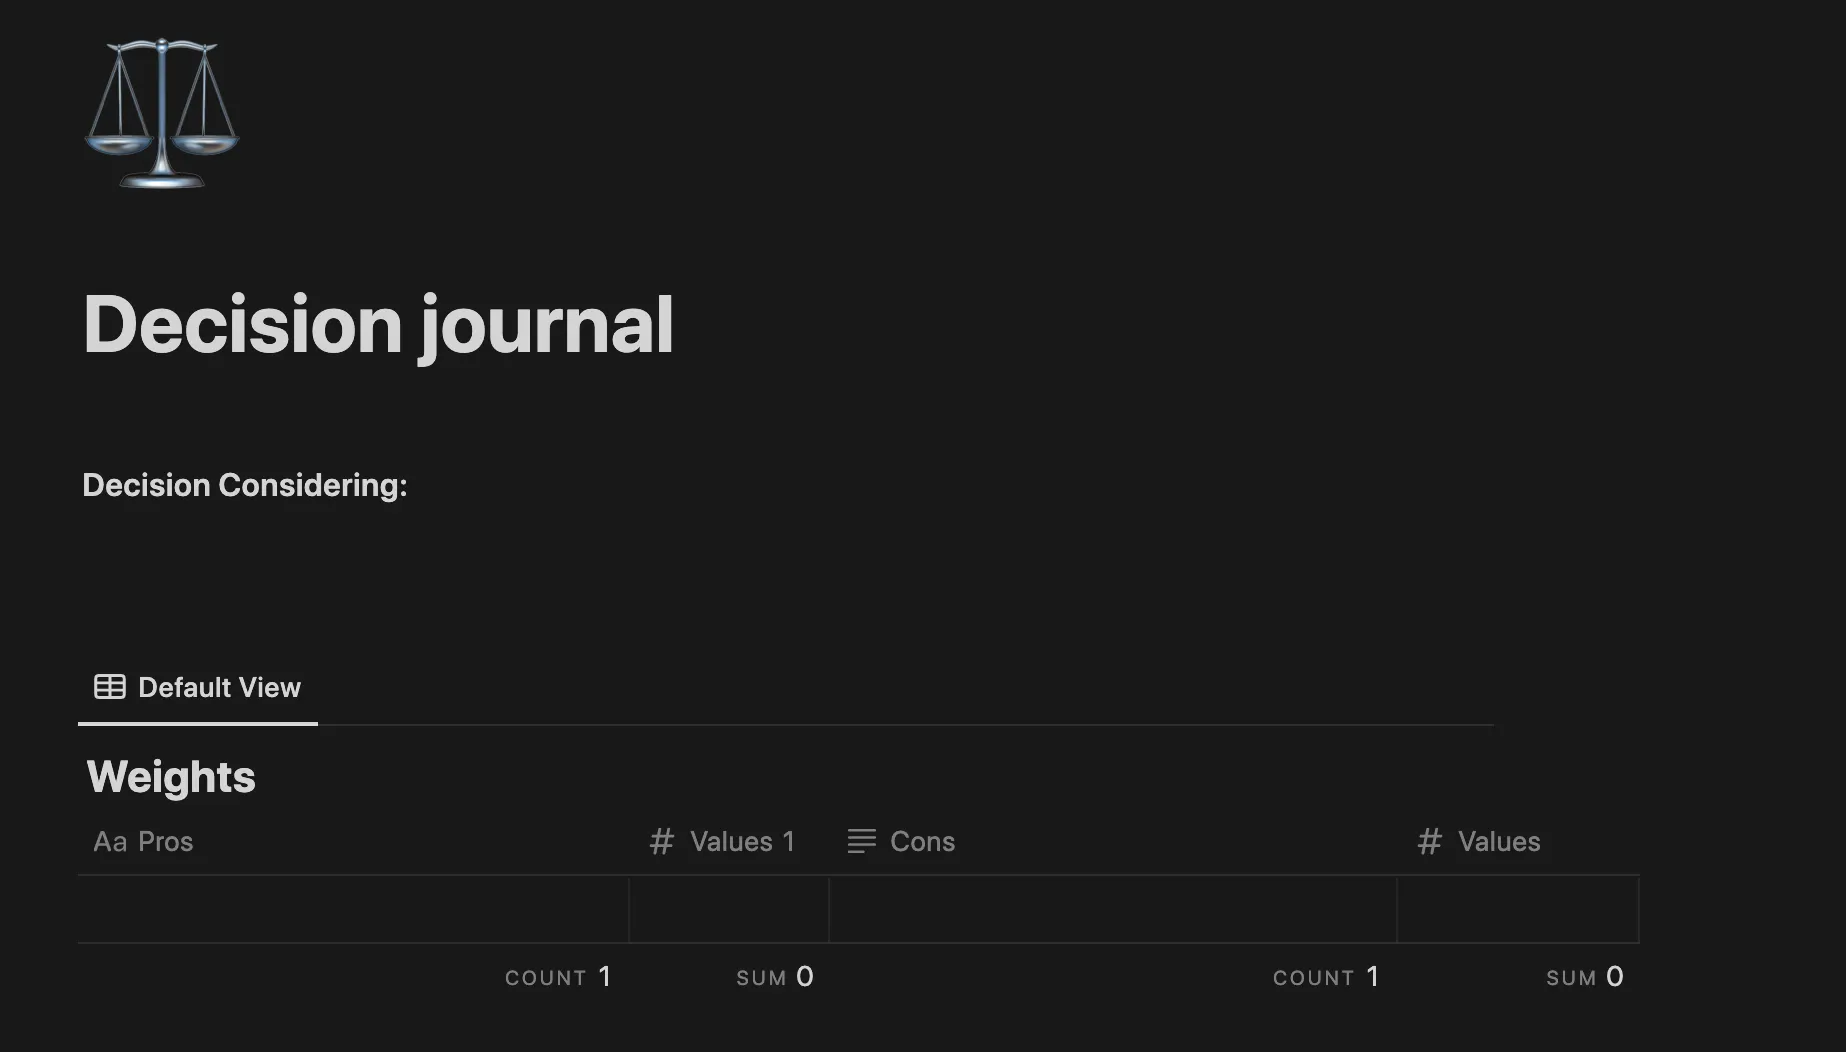 Decision journal
Decision Considering:
Default View
Weights
Aa Pros # Values 1 Cons # Values
COUNT 1 SUM 0 COUNT 1 SUM 0